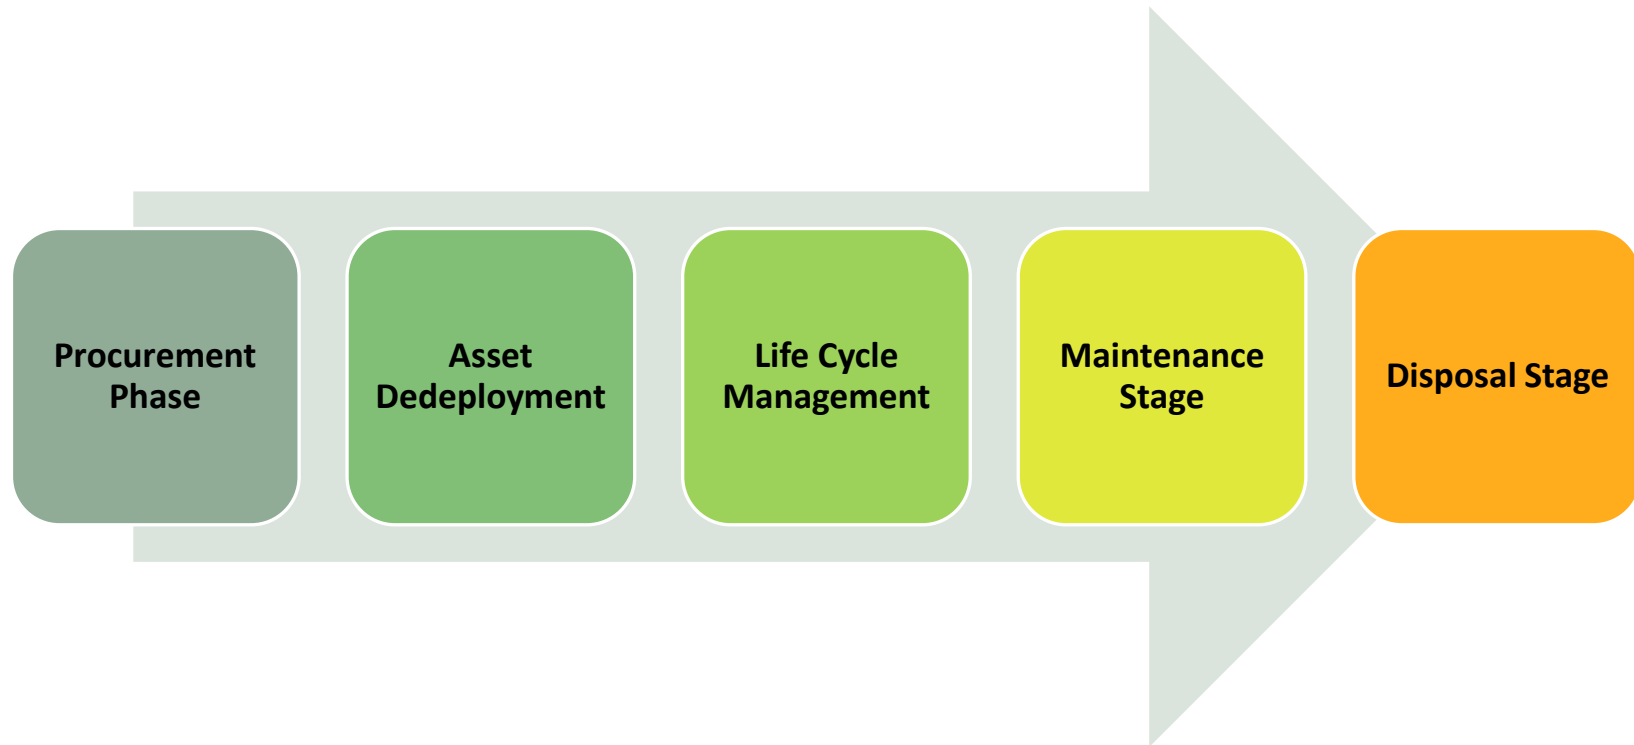 Procurement
Phase
Asset
Dedeployment
Life Cycle
Management
Maintenance
Stage
Disposal Stage